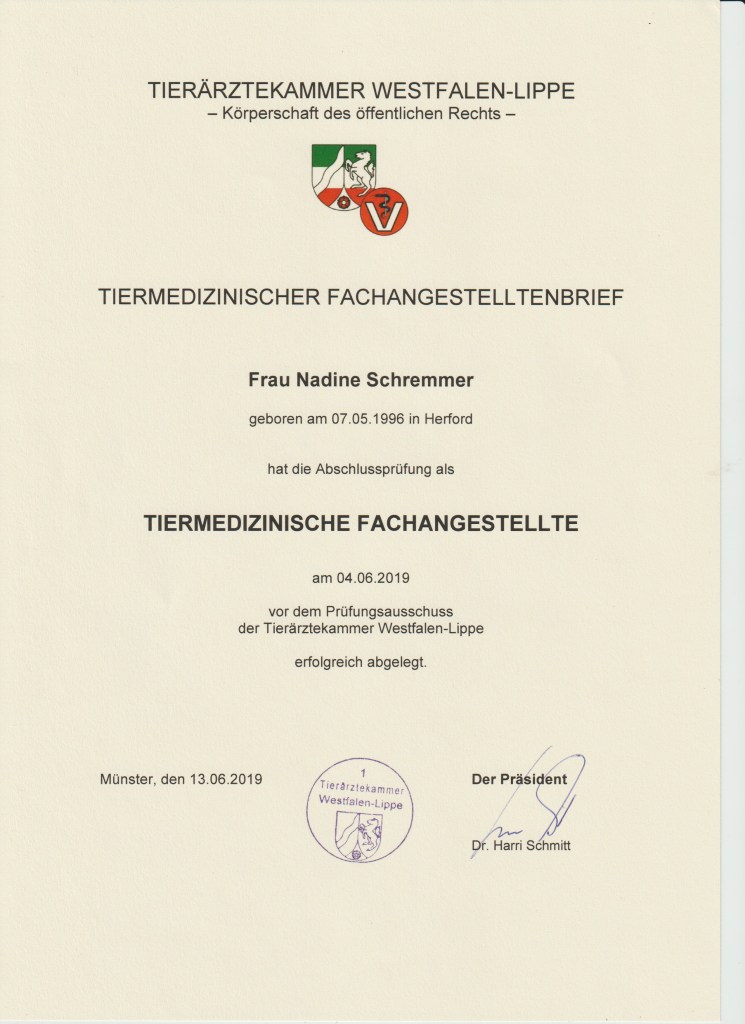 TIERÄRZTEKAMMER WESTFALEN-LIPPE
– Körperschaft des öffentlichen Rechts –
V
TIERMEDIZINISCHER FACHANGESTELLTENBRIEF
Frau Nadine Schremmer
geboren am 07.05.1996 in Herford
hat die Abschlussprüfung als
TIERMEDIZINISCHE FACHANGESTELLTE
am 04.06.2019
vor dem Prüfungsausschuss
der Tierärztekammer Westfalen-Lippe
erfolgreich abgelegt.
Münster, den 13.06.2019
1
Tierärztekammer
Westfalen-Lippe
Der Präsident
Dr. Harri Schmitt